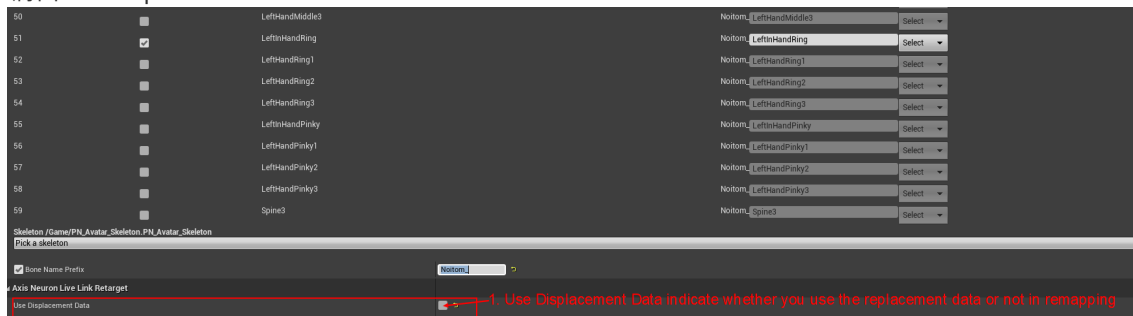 50 LeftHandMiddle3 Noitom_ LeftHandMiddle3 Select
51 LeftInHandRing Noitom_ LeftInHandRing Select
52 LeftHandRing1 Noitom_ LeftHandRing1 Select
53 LeftHandRing2 Noitom_ LeftHandRing2 Select
54 LeftHandRing3 Noitom_ LeftHandRing3 Select
55 LeftInHandPinky Noitom_ LeftInHandPinky Select
56 LeftHandPinky1 Noitom_ LeftHandPinky1 Select
57 LeftHandPinky2 Noitom_ LeftHandPinky2 Select
58 LeftHandPinky3 Noitom_ LeftHandPinky3 Select
59 Spine3 Noitom_ Spine3 Select
Skeleton /Game/PN_Avatar_Skeleton.PN_Avatar_Skeleton
Pick a skeleton
Bone Name Prefix Noitom_
Axis Neuron Live Link Retarget
Use Displacement Data 1. Use Displacement Data indicate whether you use the replacement data or not in remapping